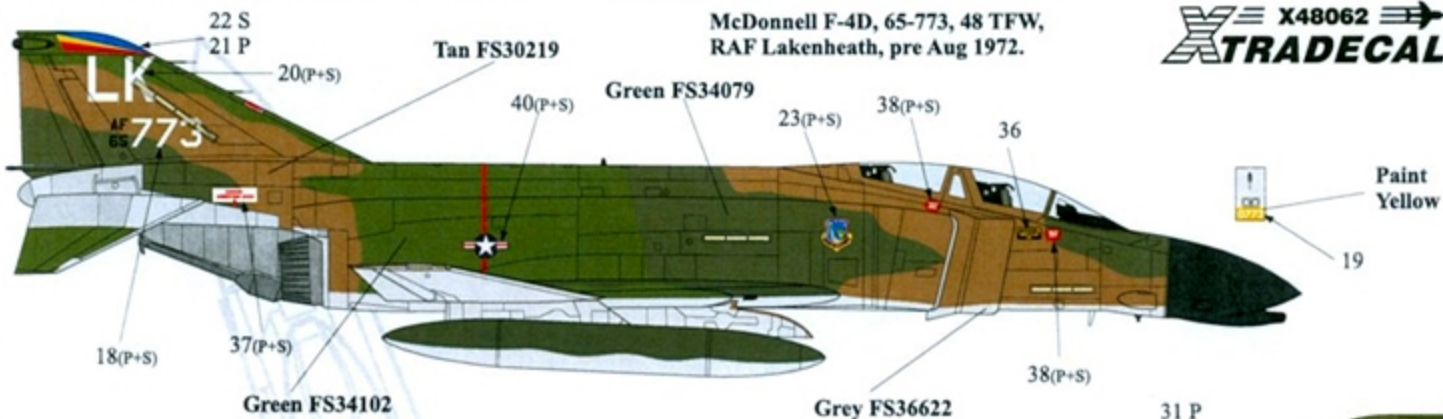 22 S
21 P
20(P+S)
Tan FS30219
McDonnell F-4D, 65-773, 48 TFW,
RAF Lakenheath, pre Aug 1972.
X48062
XTRADECAL
Green FS34079
40(P+S)
23(P+S)
38(P+S)
36
LK
AF
65 773
Paint
Yellow
0773
19
18(P+S)
37(P+S)
38(P+S)
Green FS34102
Grey FS36622
31 P